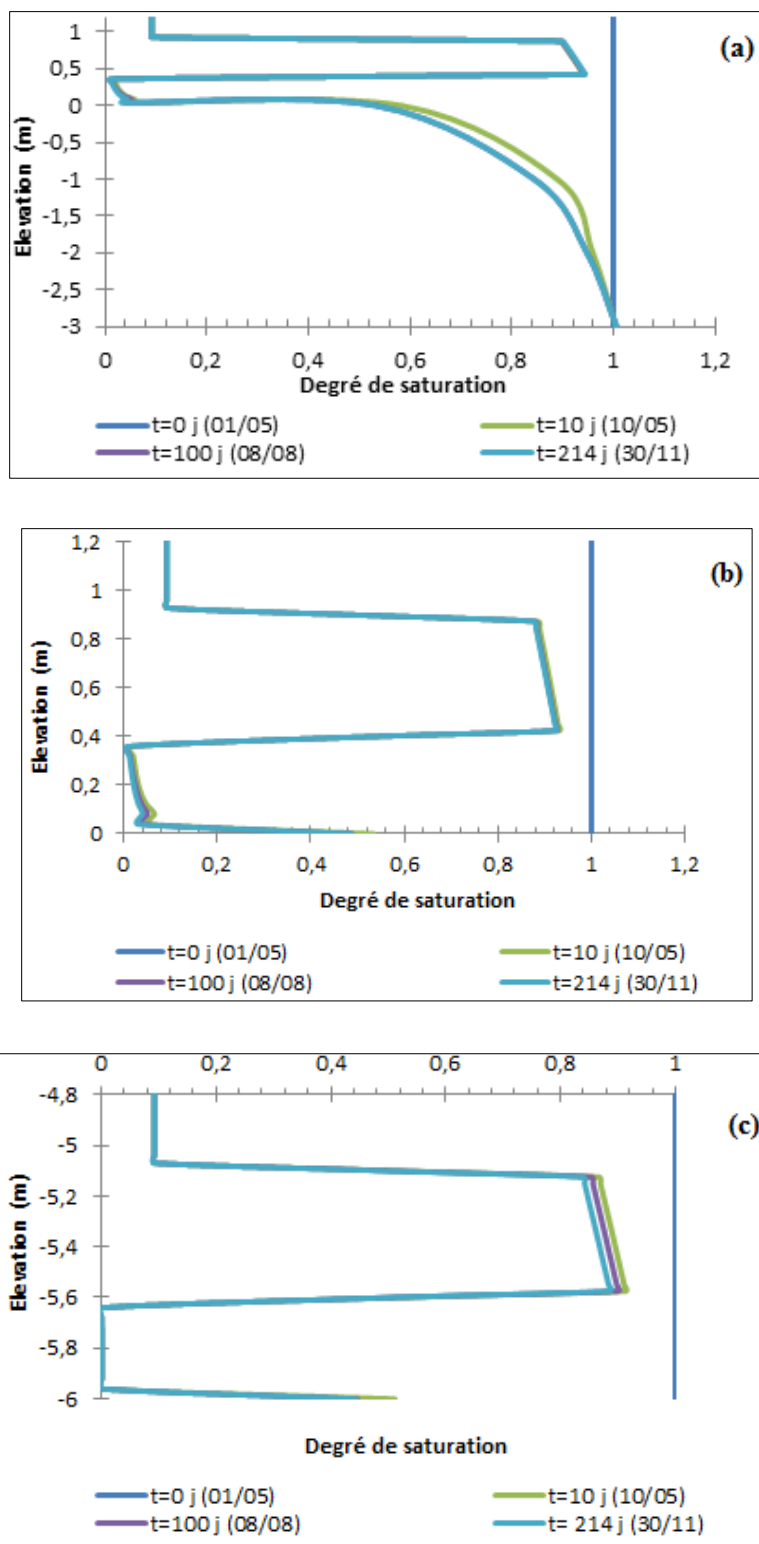 (a)
Elevation (m)
1
0,5
0
-0,5
-1
-1,5
-2
-2,5
-3
0 0,2 0,4 0,6 0,8 1 1,2
Degré de saturation
t=0 j (01/05) t=10 j (10/05)
t=100 j (08/08) t=214 j (30/11)
(b)
Elevation (m)
1,2
1
0,8
0,6
0,4
0,2
0
0 0,2 0,4 0,6 0,8 1 1,2
Degré de saturation
t=0 j (01/05) t=10 j (10/05)
t=100 j (08/08) t=214 j (30/11)
0 0,2 0,4 0,6 0,8 1
(c)
Elevation (m)
-4,8
-5
-5,2
-5,4
-5,6
-5,8
-6
Degré de saturation
t=0 j (01/05) t=10 j (10/05)
t=100 j (08/08) t= 214 j (30/11)